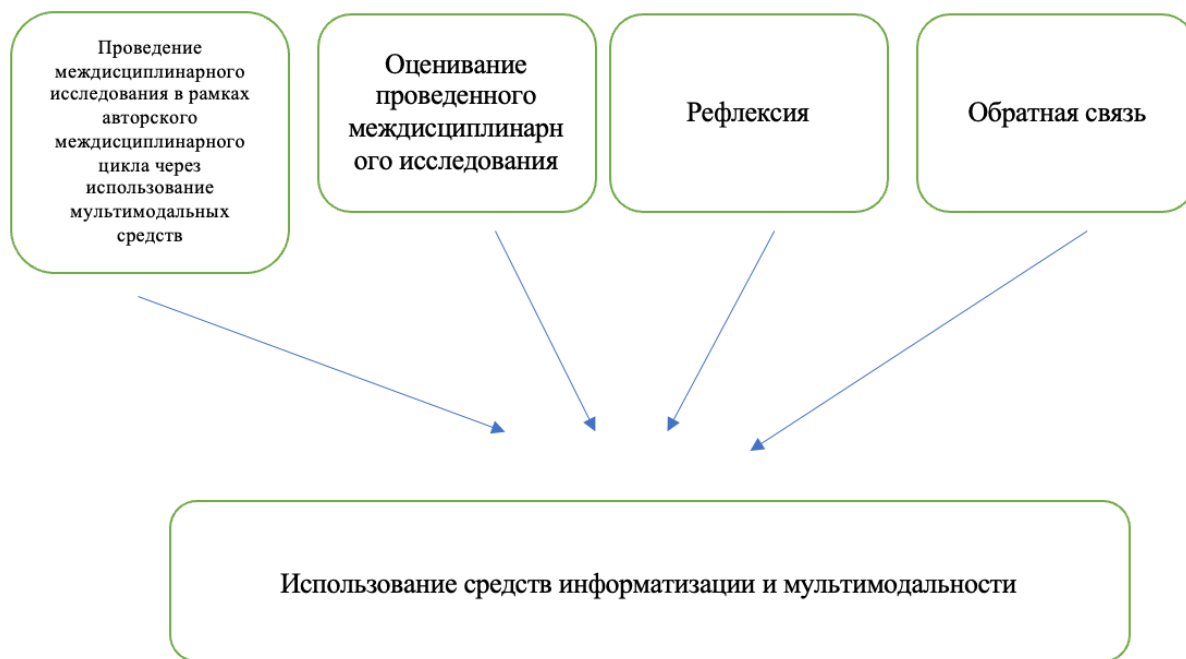 Проведение
междисциплинарного
исследования в рамках
авторского
междисциплинарного
цикла через
использование
мультимодальных
средств
Оценивание
проведенного
междисциплинарн
ого исследования
Рефлексия
Обратная связь
Использование средств информатизации и мультимодальности